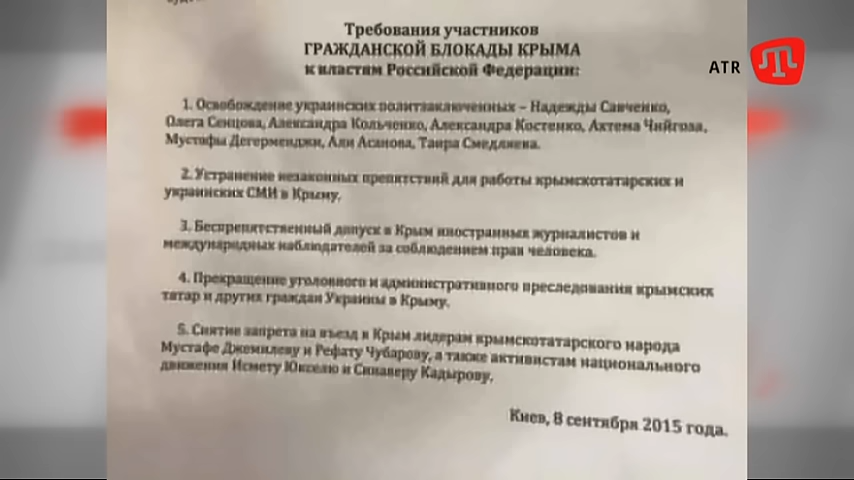 Требования участников
ГРАЖДАНСКОЙ БЛОКАДЫ КРЫМА
к властям Российской Федерации:
ATR
1. Освобождение украинских политзаключенных – Надежды Савченко,
Олега Сенцова, Александра Кольченко, Александра Костенко, Ахтема Чийгоза,
Мустафы Дегерменджи, Али Асанова, Таира Смедляева.
2. Устранение незаконных препятствий для работы крымскотатарских и
украинских СМИ в Крыму.
3. Беспрепятственный допуск в Крым иностранных журналистов и
международных наблюдателей за соблюдением прав человека.
4. Прекращение уголовного и административного преследования крымских
татар и других граждан Украины в Крыму.
5. Снятие запрета на въезд в Крым лидерам крымскотатарского народа
Мустафе Джемилеву и Рефату Чубарову, а также активистам национального
движения Исмету Юкселю и Синаверу Кадырову.
Киев, 8 сентября 2015 года.